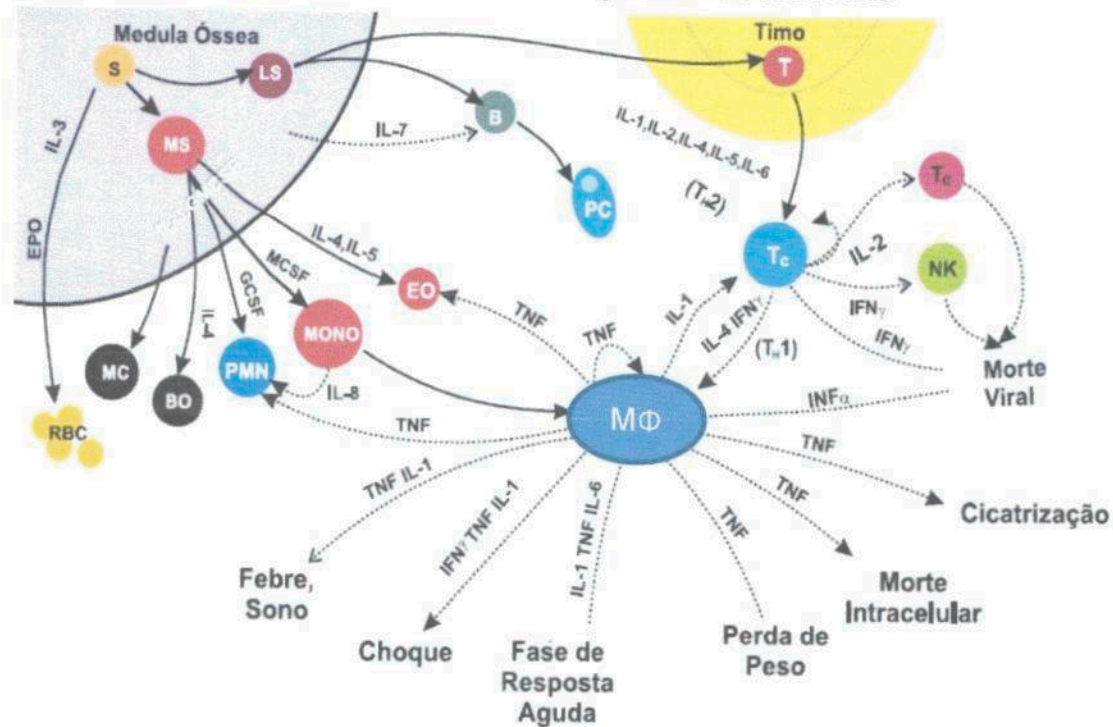 Medula Óssea
S
LS
MS
IL-3
EPO
IL-7
B
PC
Timo
T
IL-1,IL-2,IL-4,IL-5,IL-6
(TH2)
Tc
Tc
IL-2
NK
IFNγ
IFNγ
Morte
Viral
INFα
IL-4 IFNγ
(TH1)
IL-1
TNF
TNF
IL-4,IL-5
EO
MCSF
GCSF
IL-4
MONO
PMN
IL-8
MC
BO
RBC
MΦ
TNF
TNF IL-1
Febre,
Sono
IFNγ TNF IL-1
Choque
IL-1 TNF IL-6
Fase de
Resposta
Aguda
TNF
Perda de
Peso
TNF
Morte
Intracelular
TNF
Cicatrização